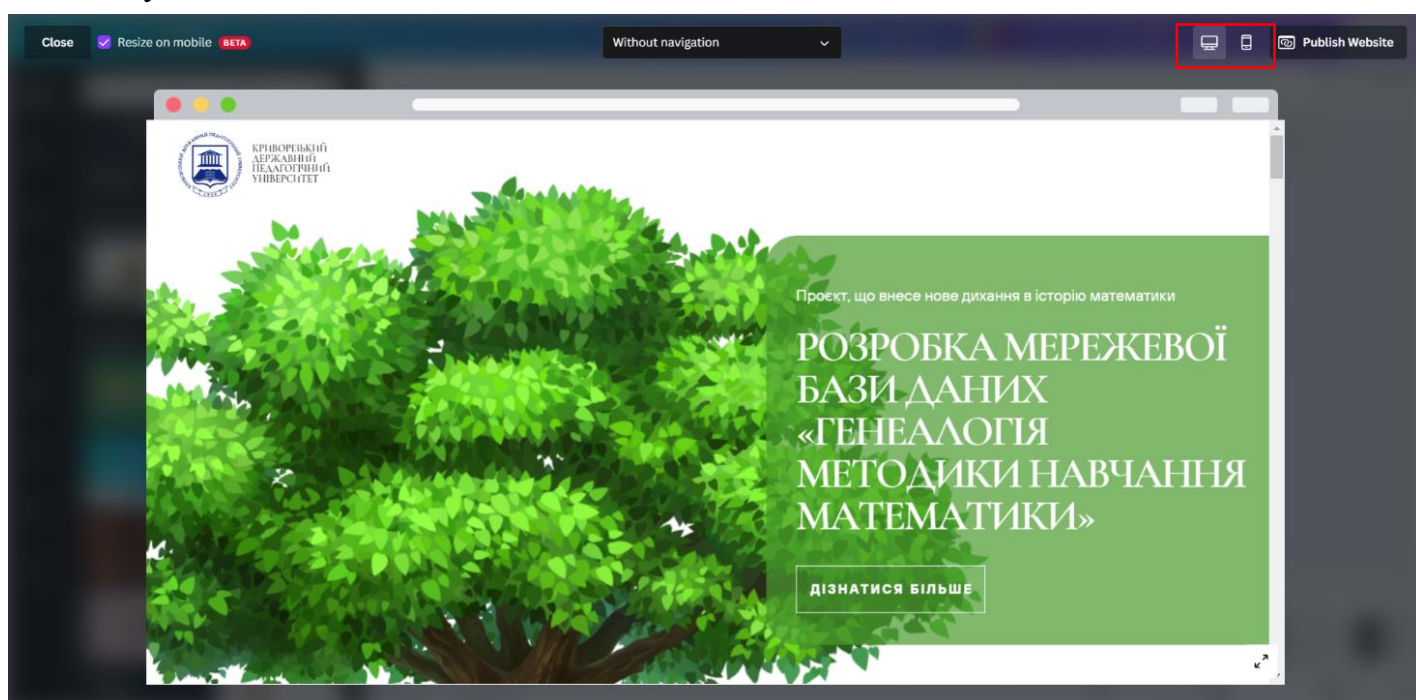 Close
Resize on mobile BETA
Without navigation
Publish Website
КРИВОРІЗЬКИЙ
ДЕРЖАВНИЙ
ПЕДАГОГІЧНИЙ
УНІВЕРСИТЕТ
Проєкт, що внесе нове дихання в історію математики
РОЗРОБКА МЕРЕЖЕВОЇ
БАЗИ ДАНИХ
«ГЕНЕАЛОГІЯ
МЕТОДИКИ НАВЧАННЯ
МАТЕМАТИКИ»
ДІЗНАТИСЯ БІЛЬШЕ